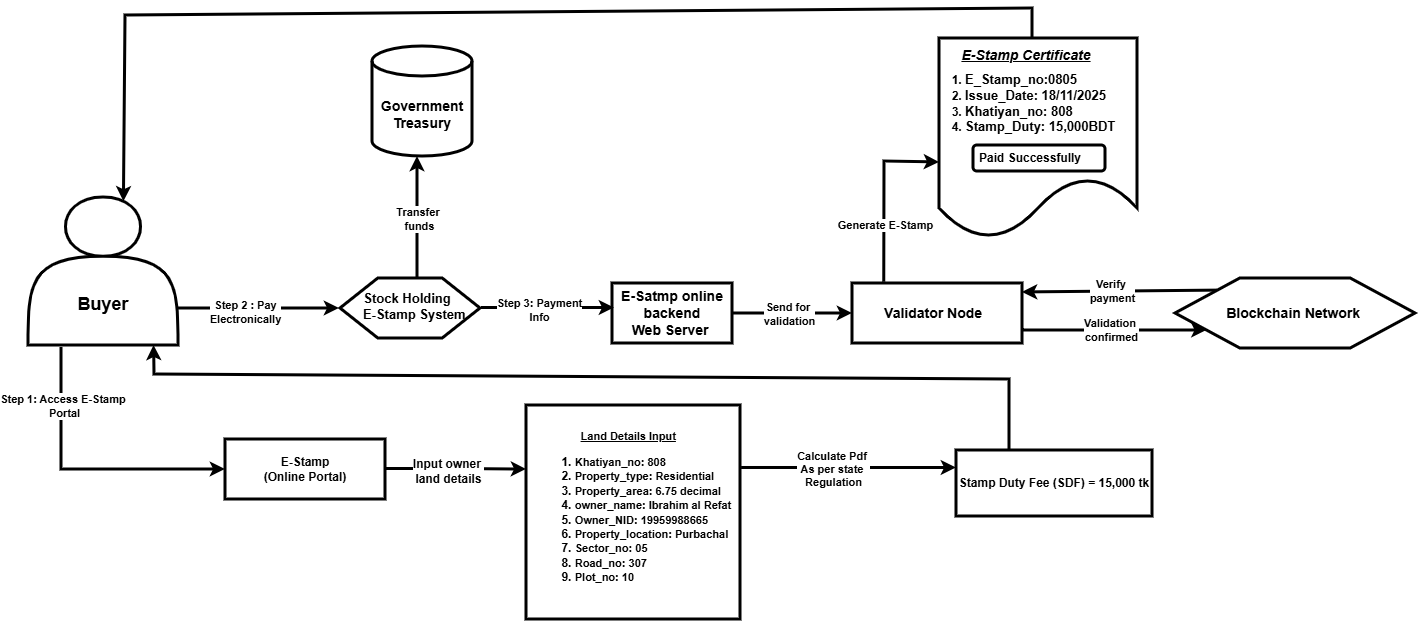 E-Stamp Certificate
1. E_Stamp_no:0805
2. Issue_Date: 18/11/2025
3. Khatiyan_no: 808
4. Stamp_Duty: 15,000BDT
Paid Successfully
Government
Treasury
Transfer
funds
Generate E-Stamp
Buyer
Step 2 : Pay
Electronically
Stock Holding
E-Stamp System
Step 3: Payment
Info
E-Satmp online
backend
Web Server
Send for
validation
Validator Node
Verify
payment
Validation
confirmed
Blockchain Network
Step 1: Access E-Stamp
Portal
E-Stamp
(Online Portal)
Input owner
land details
Land Details Input
1. Khatiyan_no: 808
2. Property_type: Residential
3. Property_area: 6.75 decimal
4. owner_name: Ibrahim al Refat
5. Owner_NID: 19959988665
6. Property_location: Purbachal
7. Sector_no: 05
8. Road_no: 307
9. Plot_no: 10
Calculate Pdf
As per state
Regulation
Stamp Duty Fee (SDF) = 15,000 tk